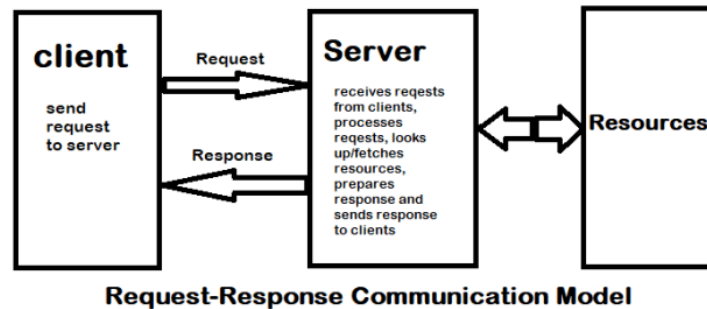 client
send
request
to server
Request
Response
Server
receives reqests
from clients,
processes
reqests, looks
up/fetches
resources,
prepares
response and
sends response
to clients
Resources
Request-Response Communication Model